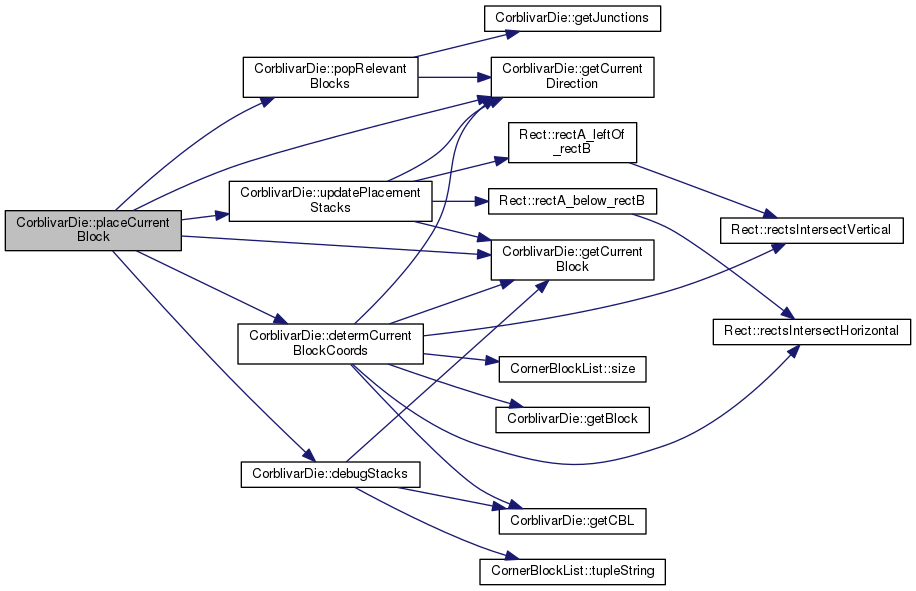 CorblivarDie::placeCurrent
Block
CorblivarDie::popRelevant
Blocks
CorblivarDie::updatePlacement
Stacks
CorblivarDie::determCurrent
BlockCoords
CorblivarDie::debugStacks
CorblivarDie::getJunctions
CorblivarDie::getCurrent
Direction
Rect::rectA_leftOf
_rectB
Rect::rectA_below_rectB
CorblivarDie::getCurrent
Block
CornerBlockList::size
CorblivarDie::getBlock
CorblivarDie::getCBL
CornerBlockList::tupleString
Rect::rectsIntersectVertical
Rect::rectsIntersectHorizontal